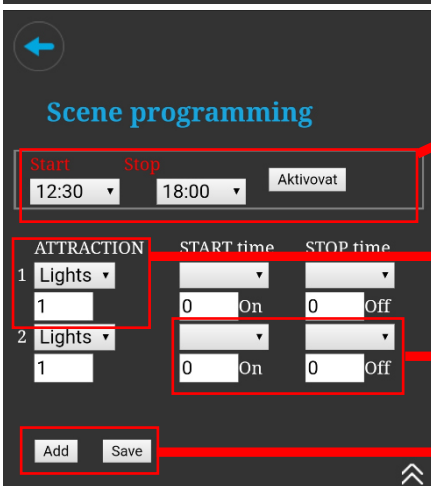 Scene programming
Start Stop
12:30 18:00 Aktivovat
ATTRACTION START time STOP time
1 Lights
1 0 On 0 Off
2 Lights
1 0 On 0 Off
Add Save